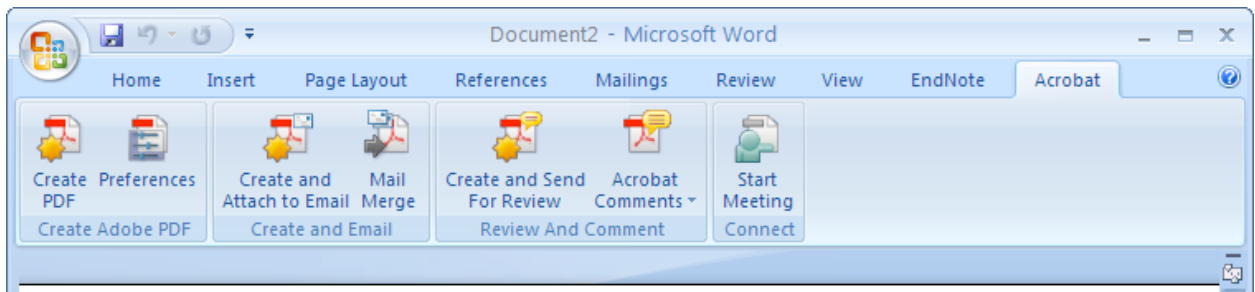 Document2 - Microsoft Word
Home Insert Page Layout References Mailings Review View EndNote Acrobat
Create Preferences Create and Mail Create and Send Acrobat Start
PDF Attach to Email Merge For Review Comments Meeting
Create Adobe PDF Create and Email Review And Comment Connect